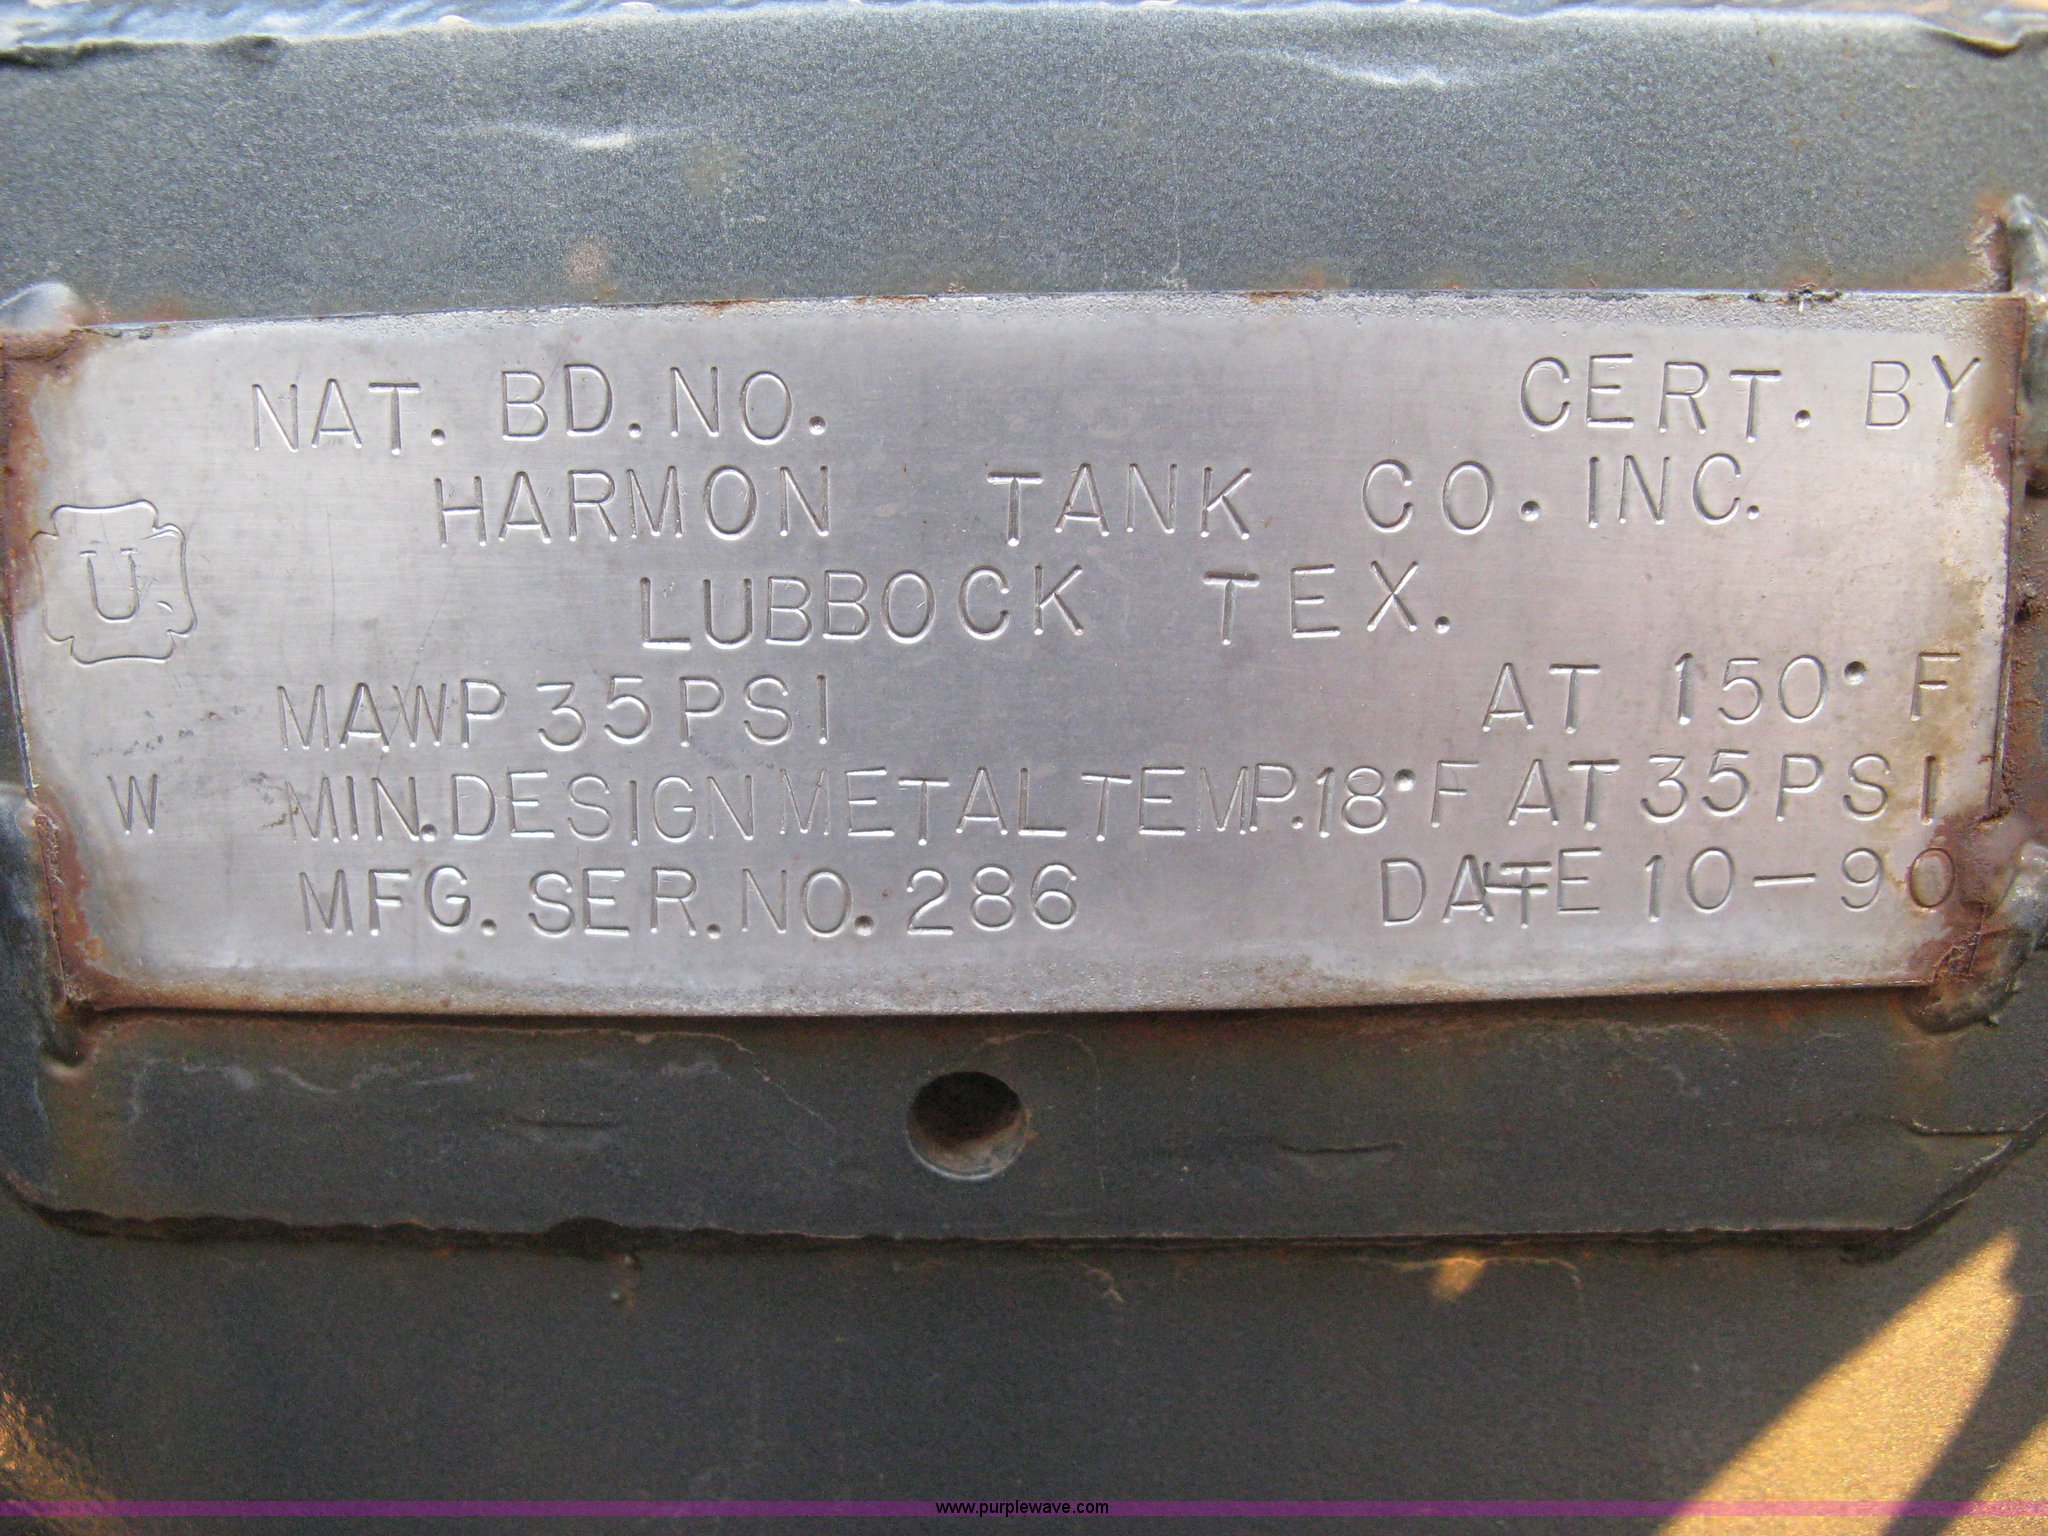 NAT. BD. NO. CERT. BY
HARMON TANK CO. INC.
U
LUBBOCK TEX.
MAWP 35 PSI AT 150° F
W MIN. DESIGN METAL TEMP. 18° F AT 35 PSI
MFG. SER. NO. 286 DATE 10-90
www.purplewave.com